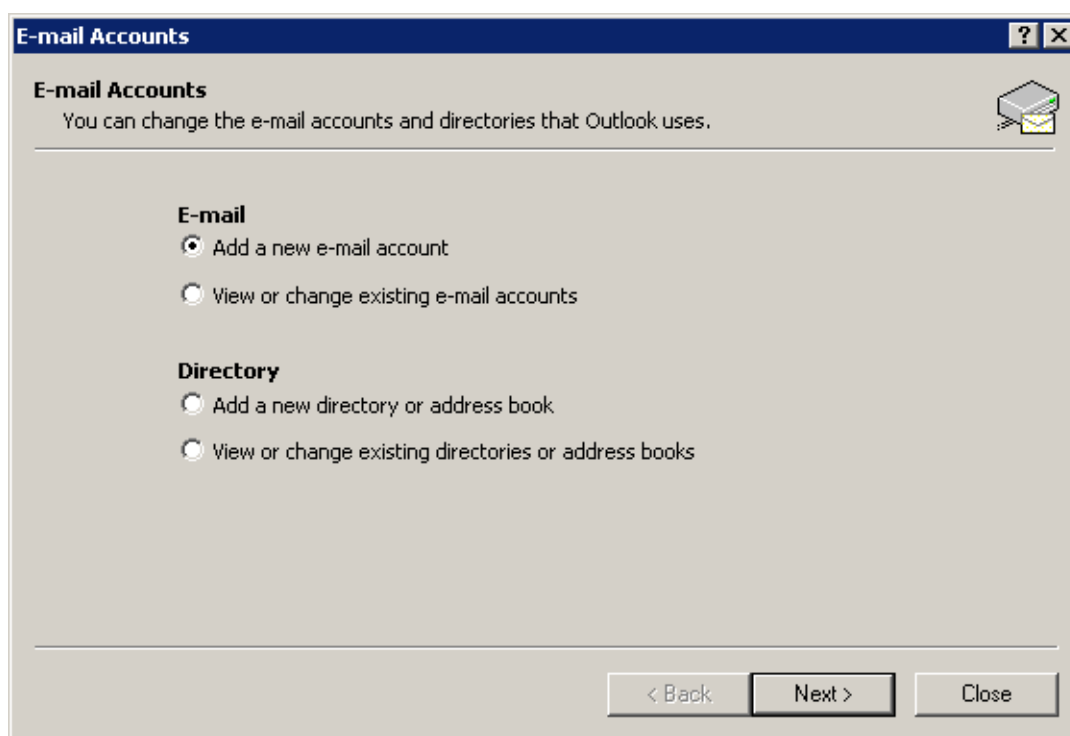 E-mail Accounts
E-mail Accounts
You can change the e-mail accounts and directories that Outlook uses.
E-mail
Add a new e-mail account
View or change existing e-mail accounts
Directory
Add a new directory or address book
View or change existing directories or address books
< Back
Next >
Close